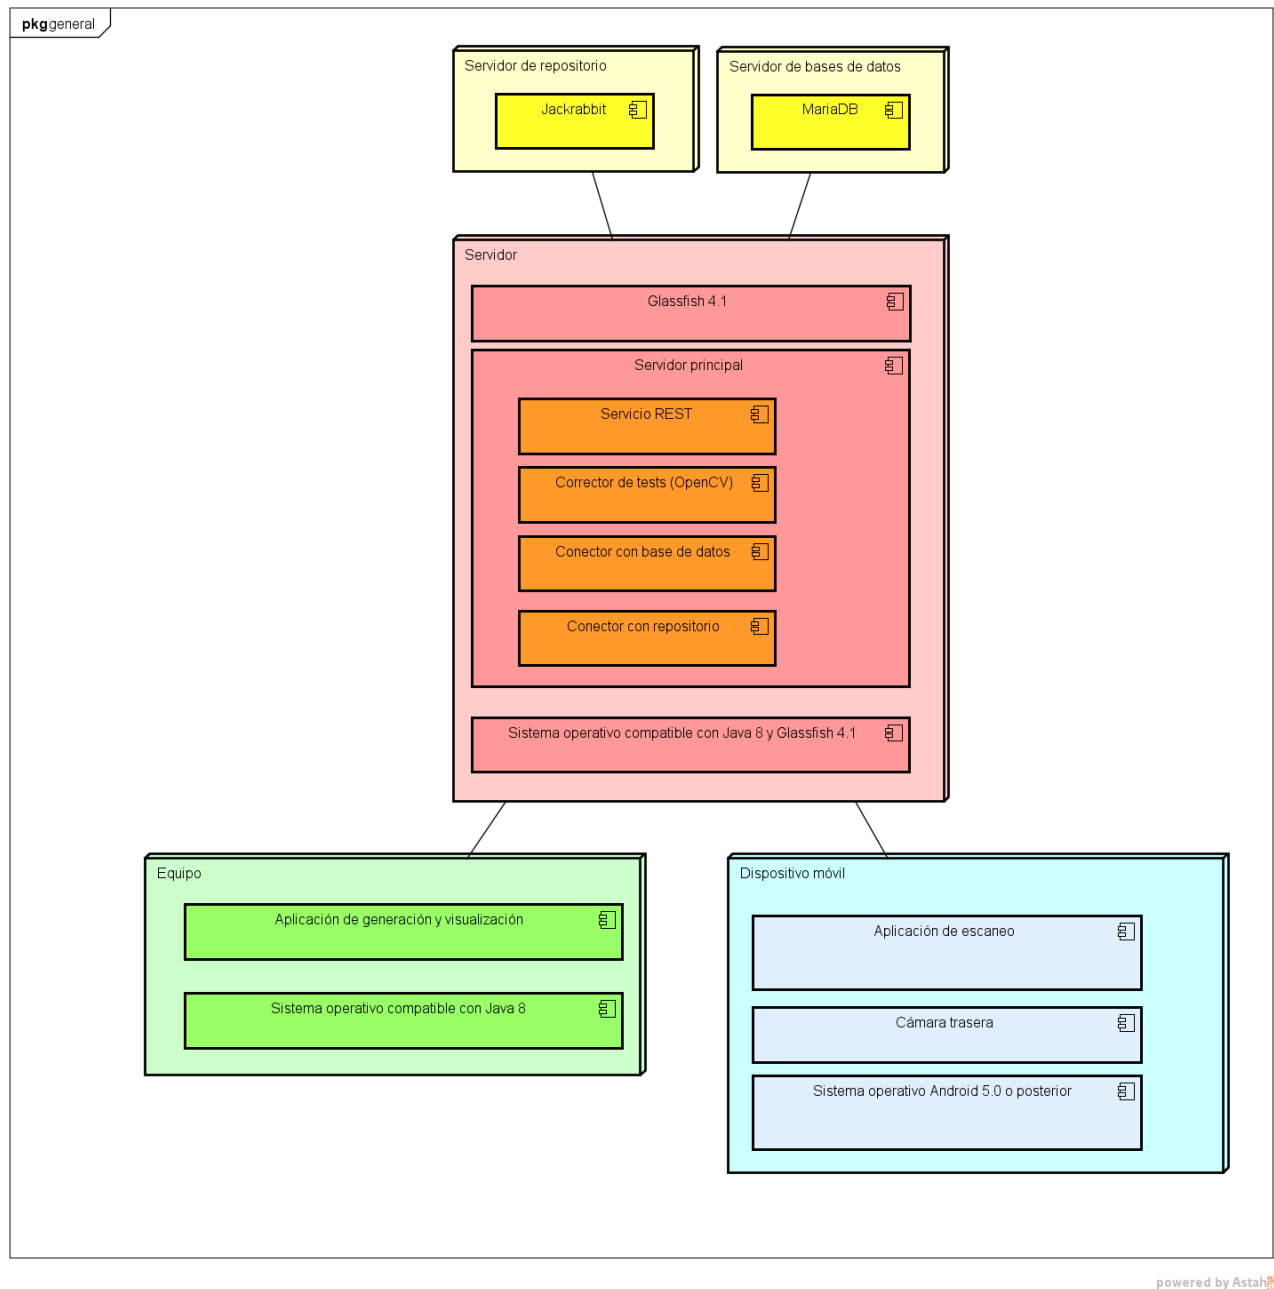 pkg general
Servidor de repositorio
Jackrabbit
Servidor de bases de datos
MariaDB
Servidor
Glassfish 4.1
Servidor principal
Servicio REST
Corrector de tests (OpenCV)
Conector con base de datos
Conector con repositorio
Sistema operativo compatible con Java 8 y Glassfish 4.1
Equipo
Aplicación de generación y visualización
Sistema operativo compatible con Java 8
Dispositivo móvil
Aplicación de escaneo
Cámara trasera
Sistema operativo Android 5.0 o posterior
powered by Astah